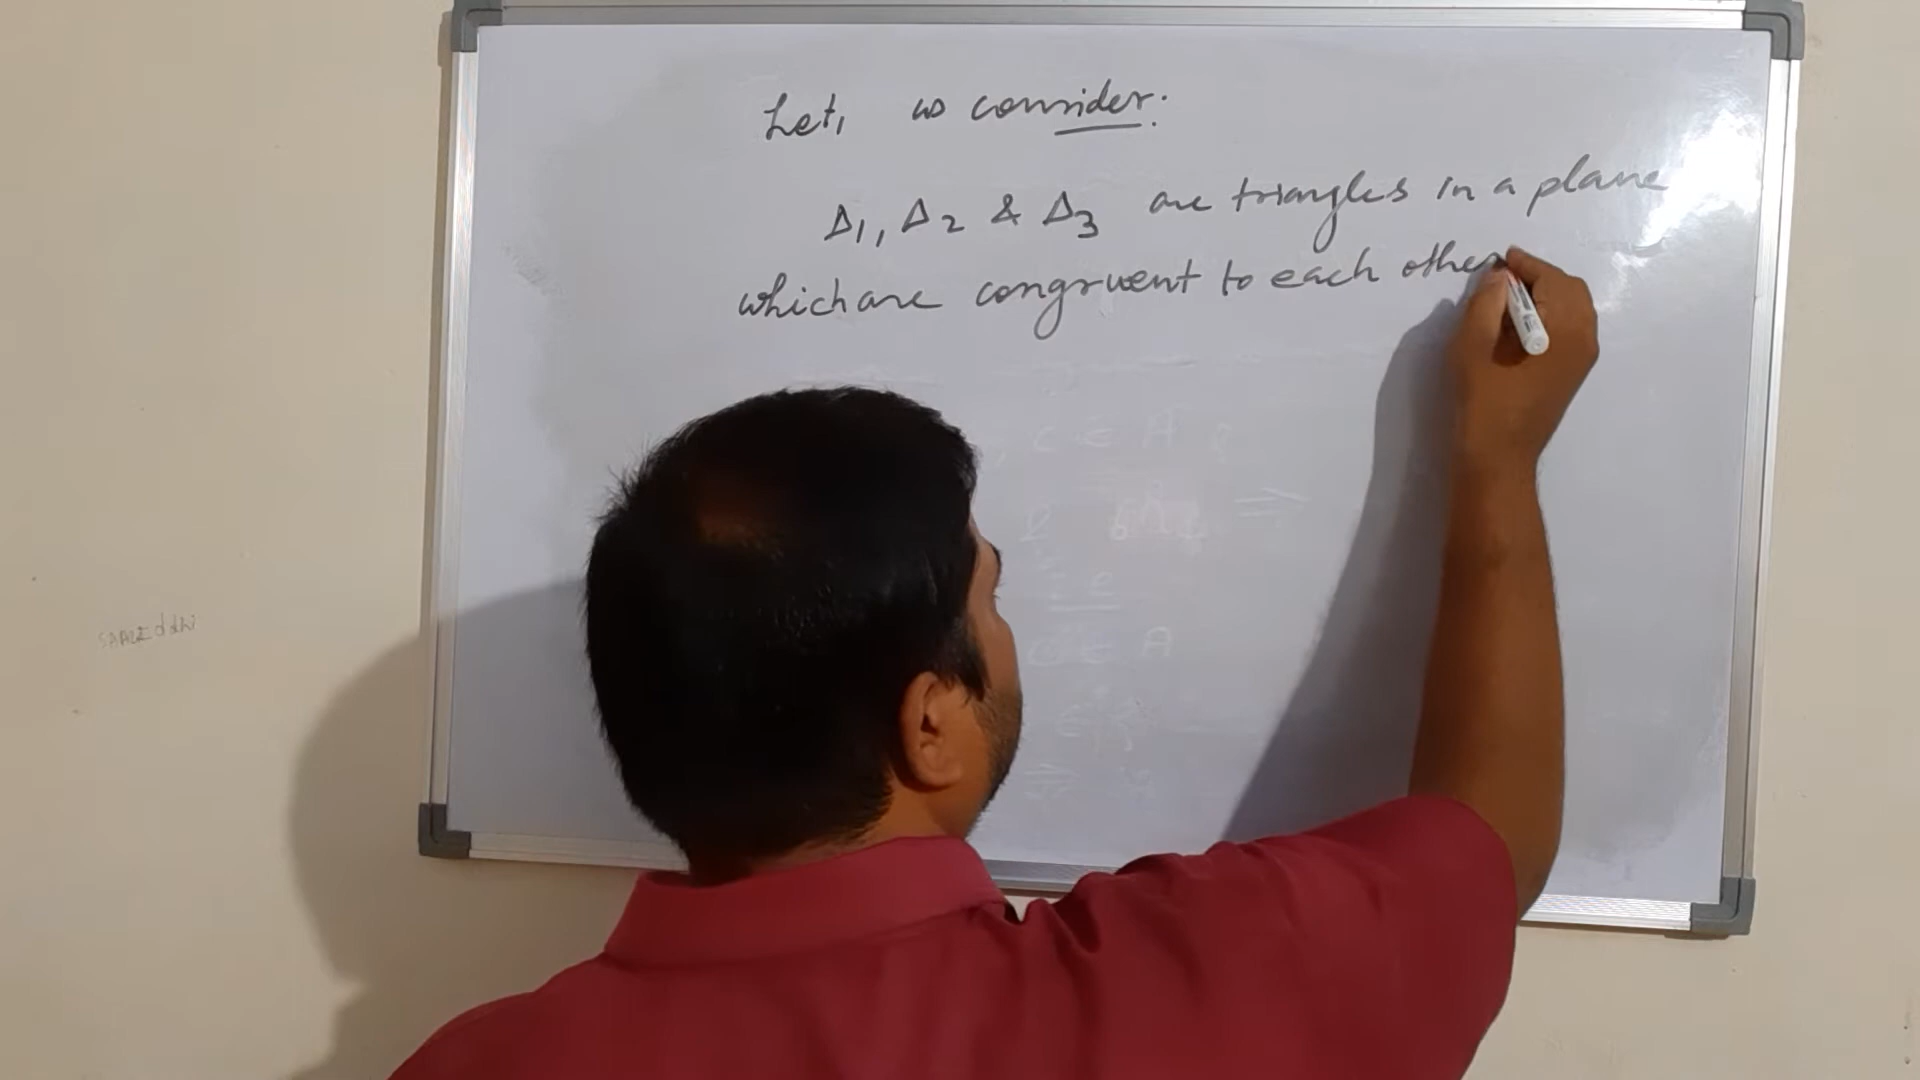 Let, us consider:
Δ1, Δ2 & Δ3 are triangles in a plane
which are congruent to each other
c ∈ A
e
∈ A